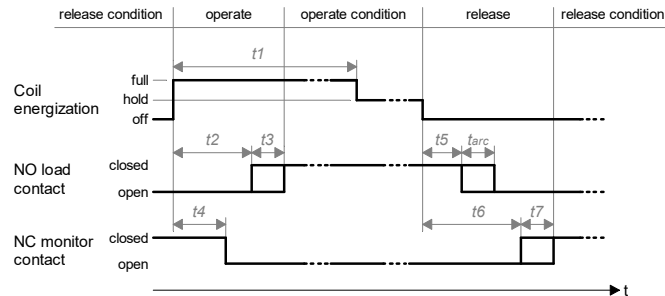 release condition operate operate condition release release condition
t1
full
Coil
energization
hold
off
t2 t3 t5 tarc
NO load
contact
closed
open
t4 t6 t7
NC monitor
contact
closed
open
t